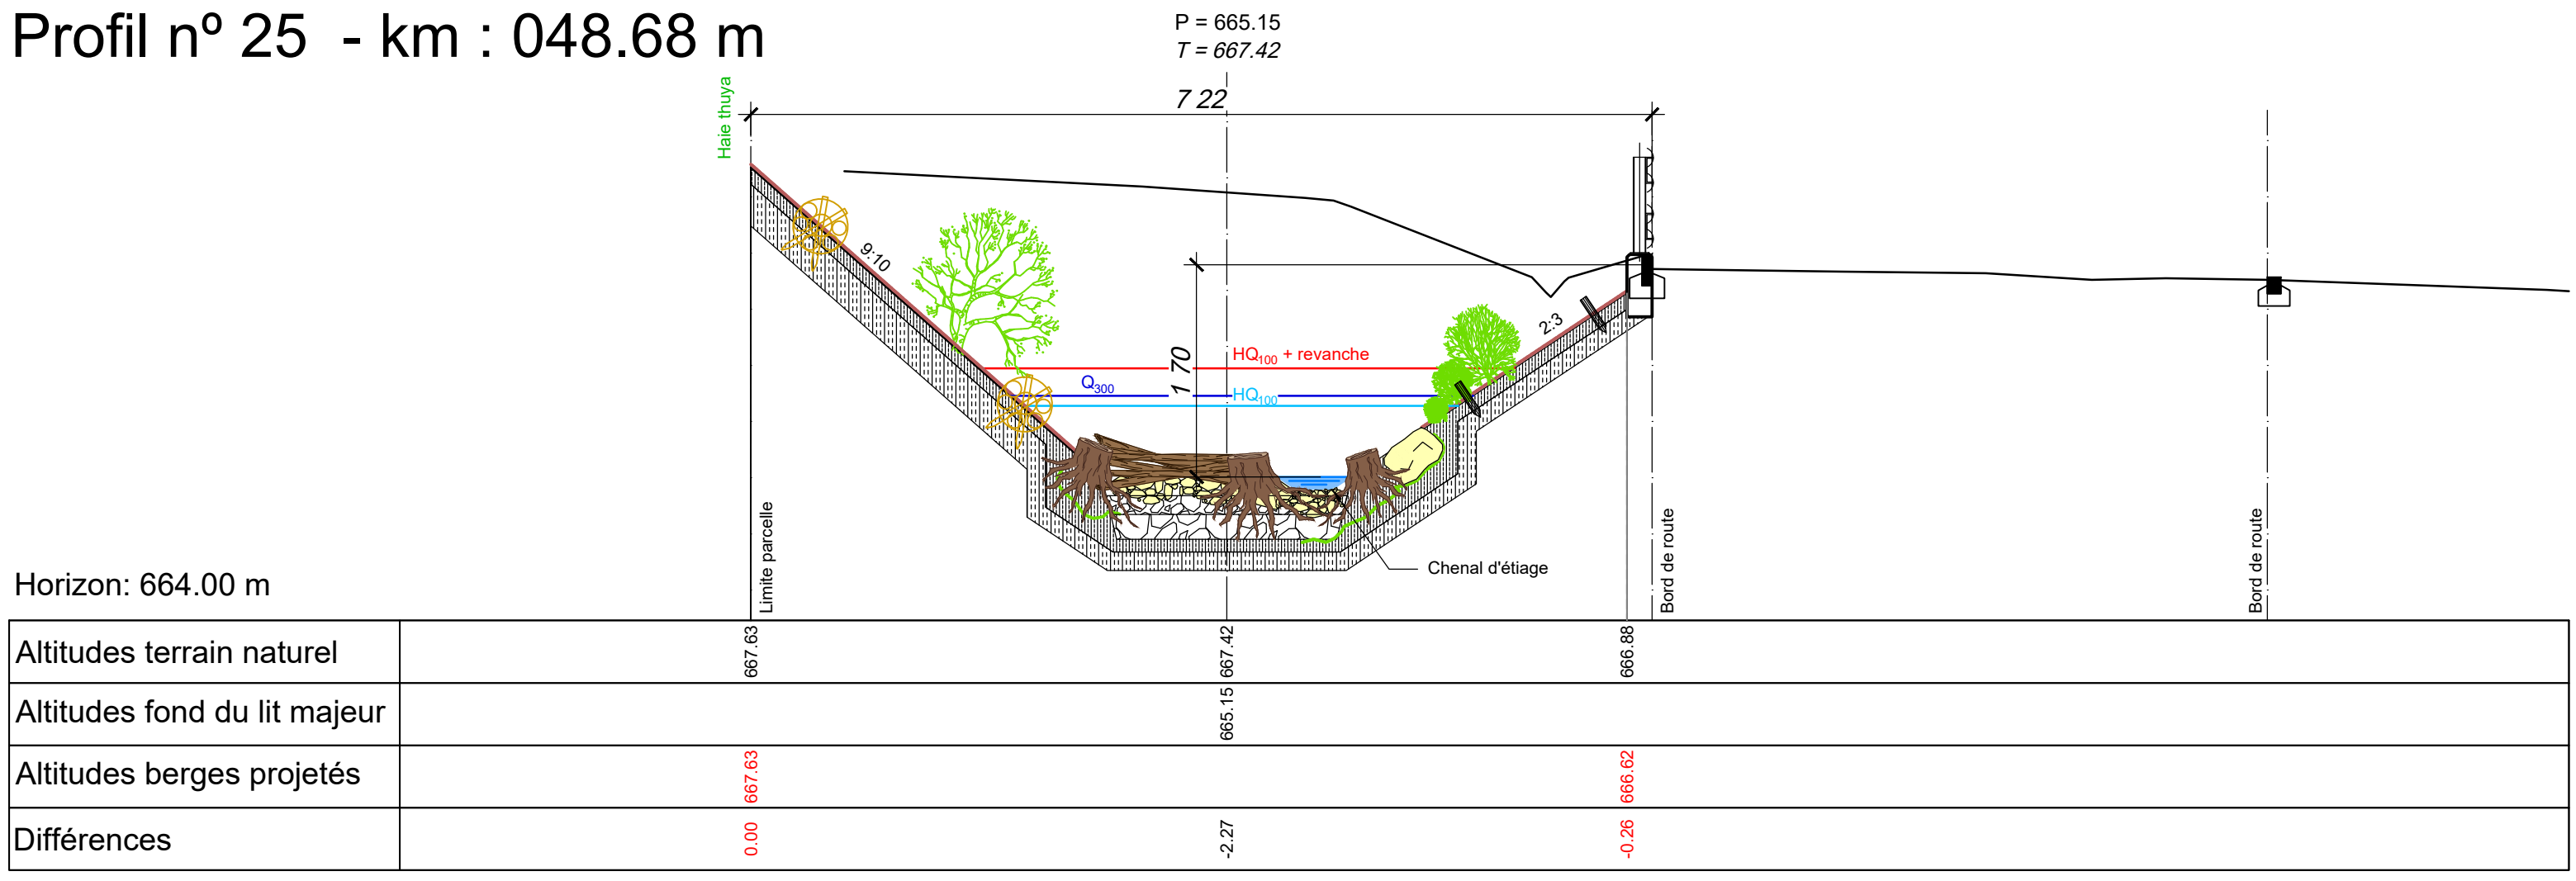 Profil nº 25 - km : 048.68 m
P = 665.15
T = 667.42
7 22
Haie thuya
9:10
2:3
1 70
HQ100 + revanche
Q300
HQ100
Chenal d'étiage
Limite parcelle
Bord de route
Bord de route
Horizon: 664.00 m
Altitudes terrain naturel 667.63 667.42 666.88
Altitudes fond du lit majeur 665.15
Altitudes berges projetés 667.63 666.62
Différences 0.00 -2.27 -0.26